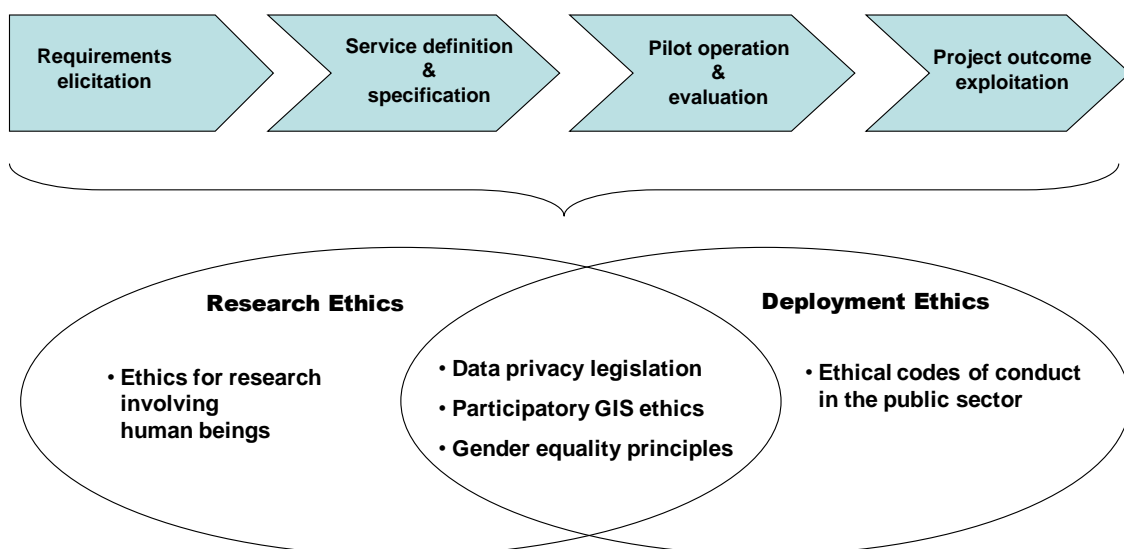 Requirements
elicitation
Service definition
&
specification
Pilot operation
&
evaluation
Project outcome
exploitation
Research Ethics
• Ethics for research
involving
human beings
• Data privacy legislation
• Participatory GIS ethics
• Gender equality principles
Deployment Ethics
• Ethical codes of conduct
in the public sector